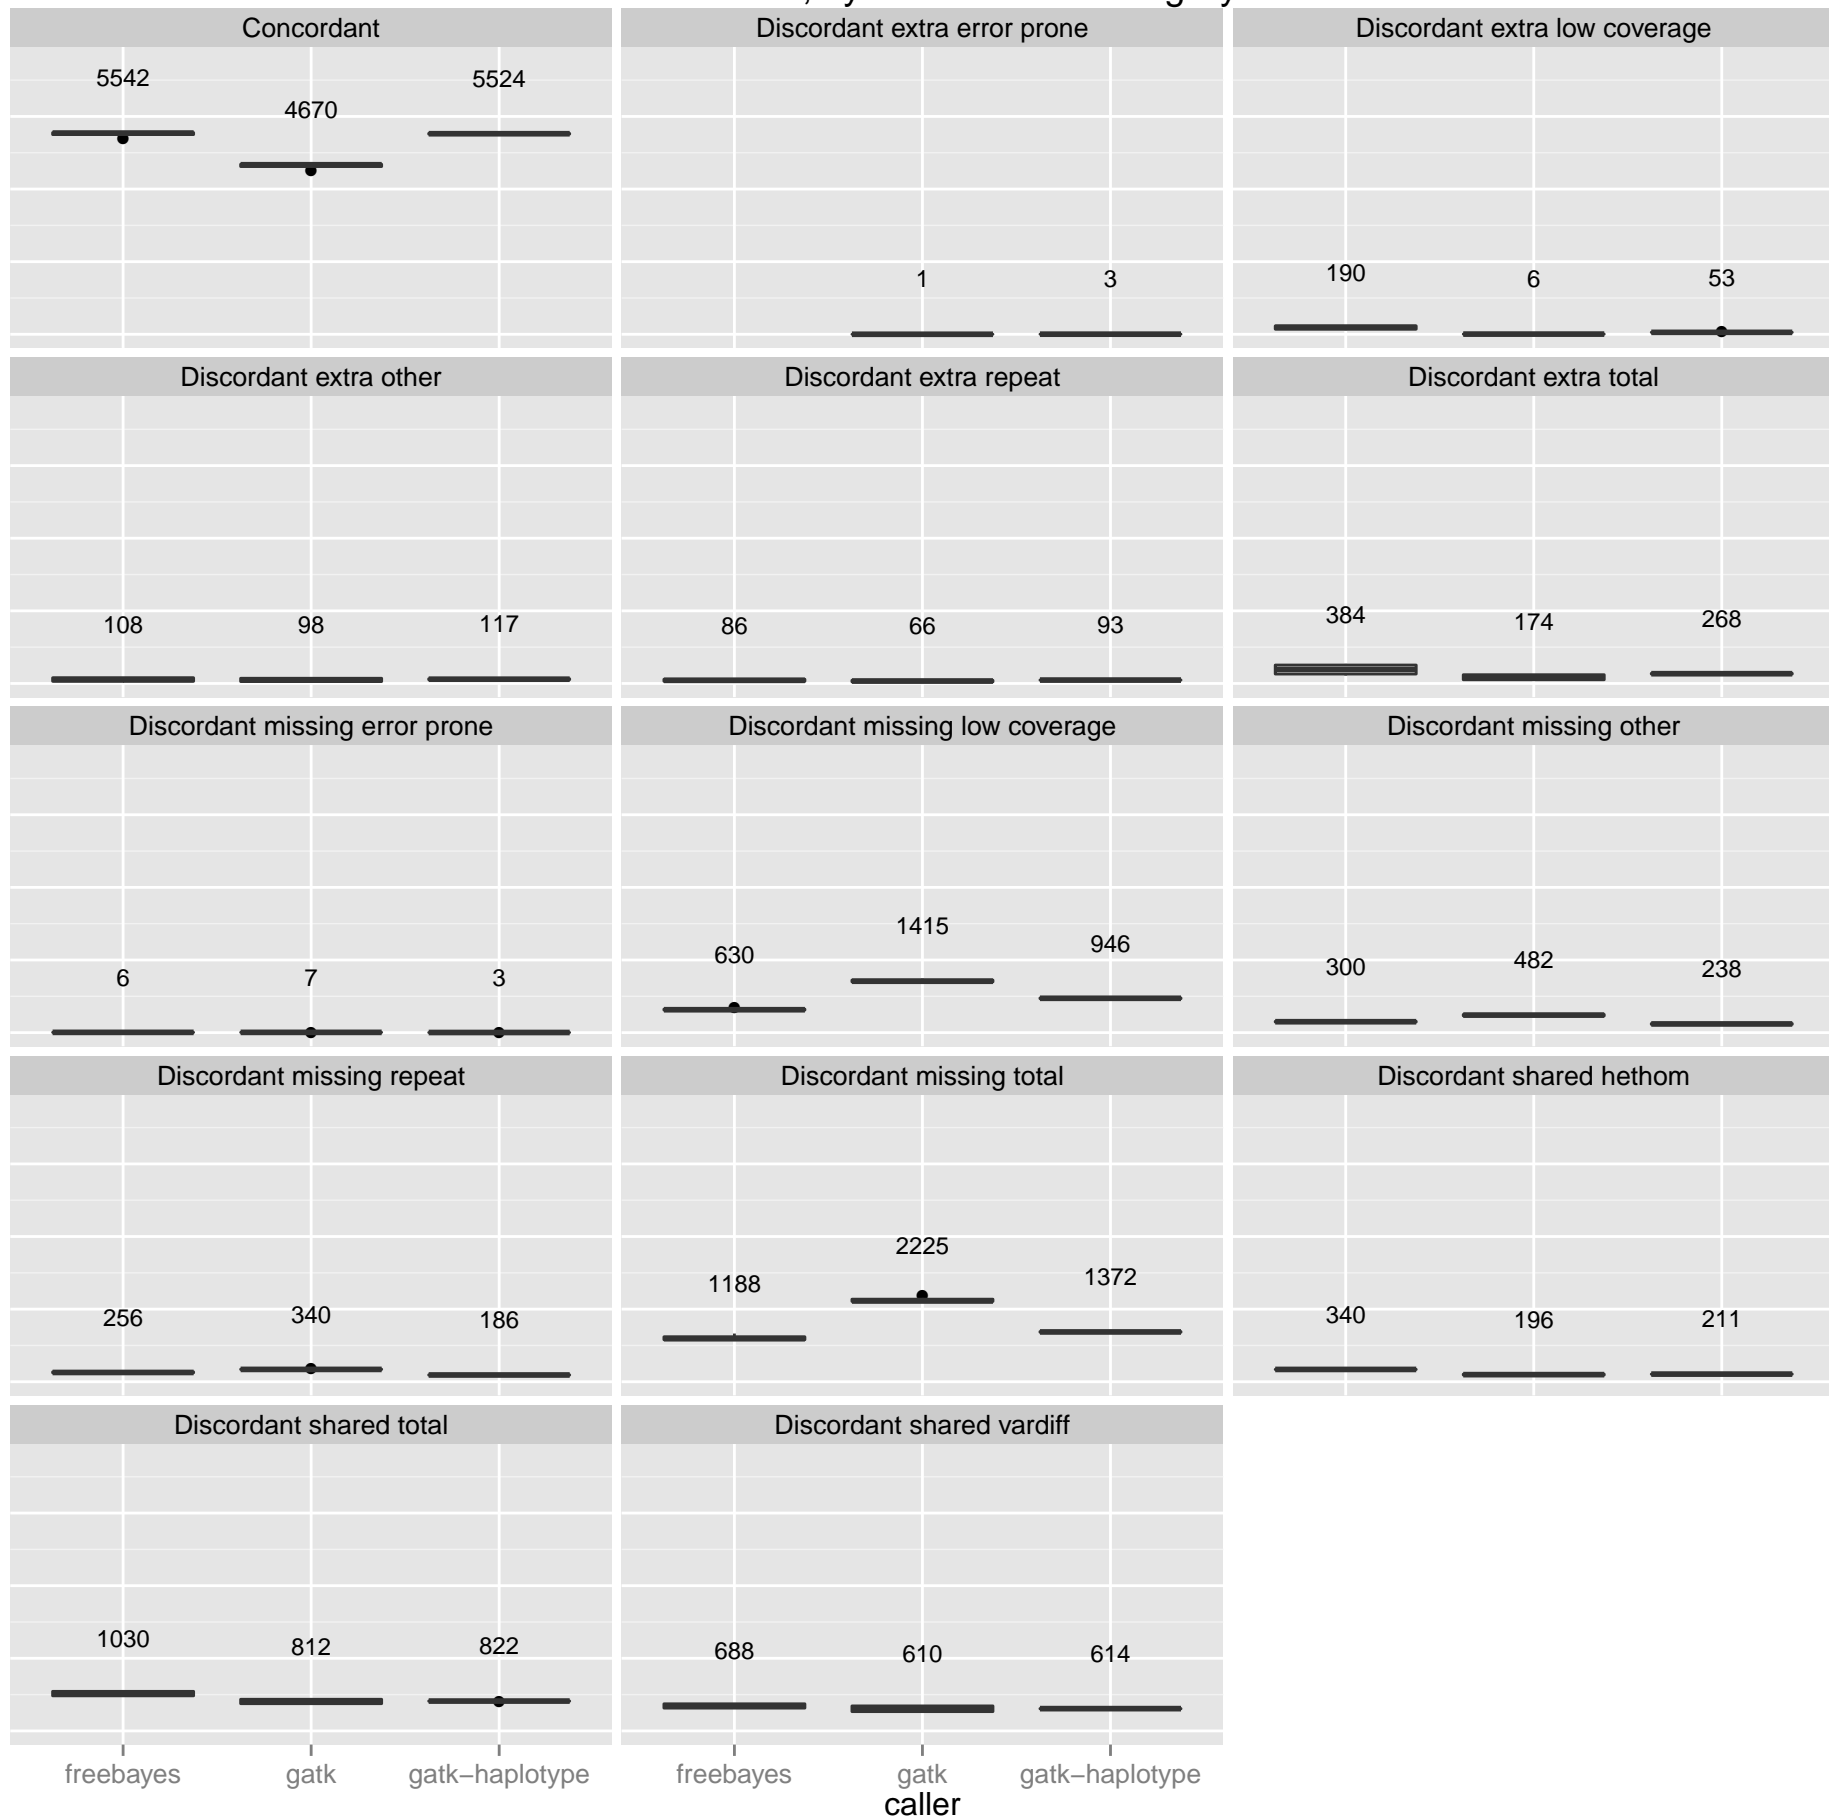 Concordant Discordant extra error prone Discordant extra low coverage
5542 4670 5524
1 3
190 6 53
Discordant extra other Discordant extra repeat Discordant extra total
108 98 117
86 66 93
384 174 268
Discordant missing error prone Discordant missing low coverage Discordant missing other
6 7 3
630 1415 946
300 482 238
Discordant missing repeat Discordant missing total Discordant shared hethom
256 340 186
1188 2225 1372
340 196 211
Discordant shared total Discordant shared vardiff
1030 812 822
688 610 614
freebayes gatk gatk−haplotype freebayes gatk gatk−haplotype
caller